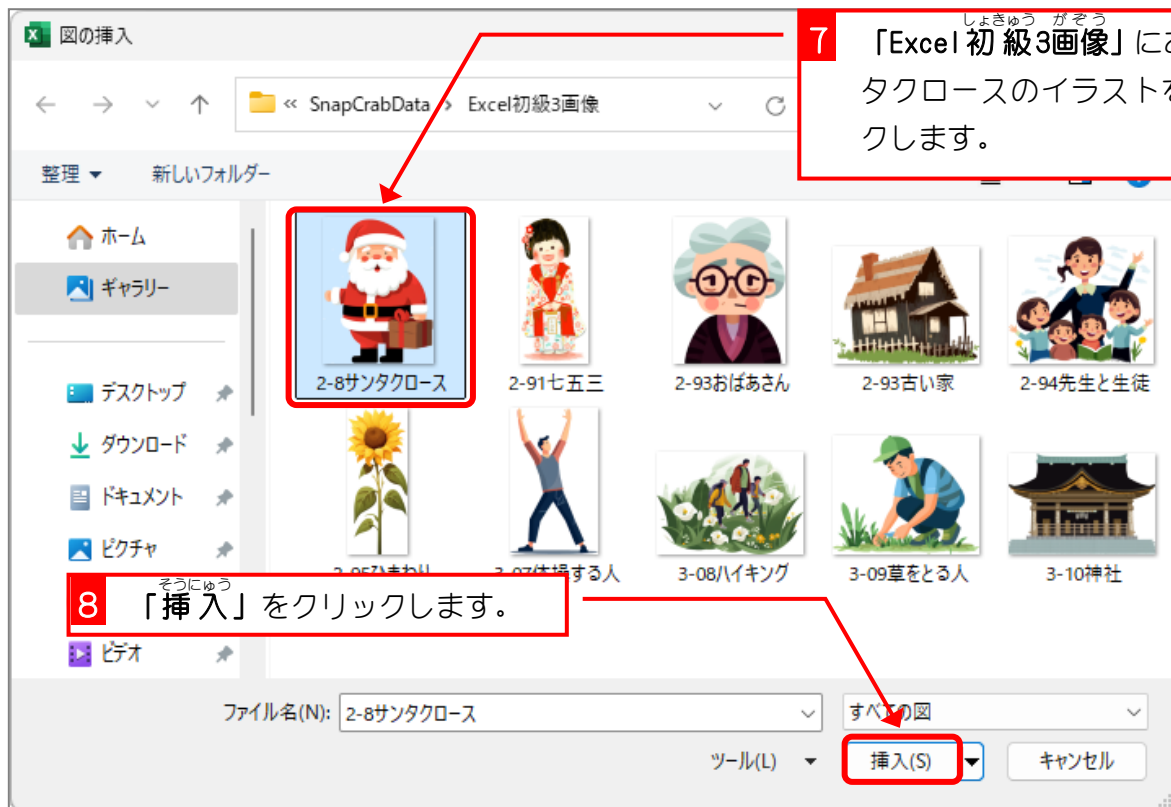 図の挿入
7
しょきゅう がぞう
「Excel初級3画像」に
タクロースのイラスト
クします。
« SnapCrabData › Excel初級3画像
整理 新しいフォルダー
ホーム
ギャラリー
デスクトップ
ダウンロード
ドキュメント
ピクチャ
ビデオ
2-8サンタクロース
2-91七五三
2-93おばあさん
2-93古い家
2-94先生と生徒
する人
3-08ハイキング
3-09草をとる人
3-10神社
8
そうにゅう
「挿入」をクリックします。
ファイル名(N): 2-8サンタクロース
すべての図
ツール(L)
挿入(S)
キャンセル